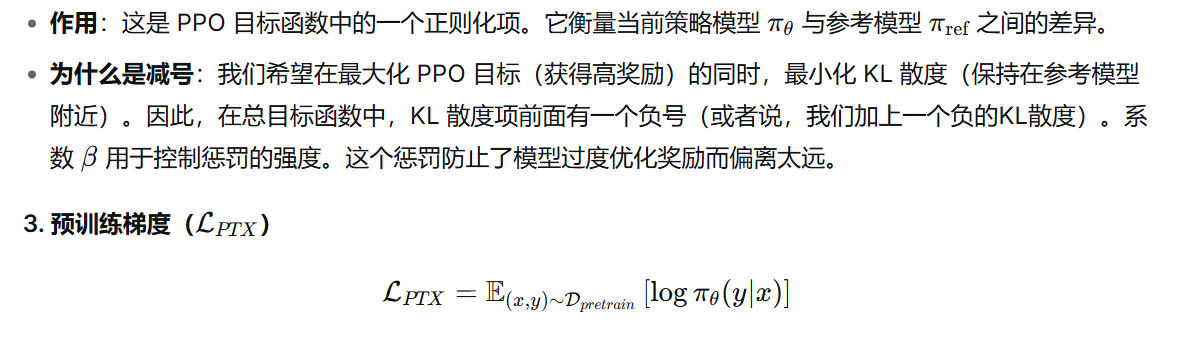 • 作用：这是 PPO 目标函数中的一个正则化项。它衡量当前策略模型 π_θ 与参考模型 π_ref 之间的差异。
• 为什么是减号：我们希望在最大化 PPO 目标（获得高奖励）的同时，最小化 KL 散度（保持在参考模型
附近）。因此，在总目标函数中，KL 散度项前面有一个负号（或者说，我们加上一个负的KL散度）。系
数 β 用于控制惩罚的强度。这个惩罚防止了模型过度优化奖励而偏离太远。
3. 预训练梯度（ℒ_PTX）
ℒ_PTX = 𝔼_(x,y)∼𝒟_pretrain [log π_θ(y|x)]